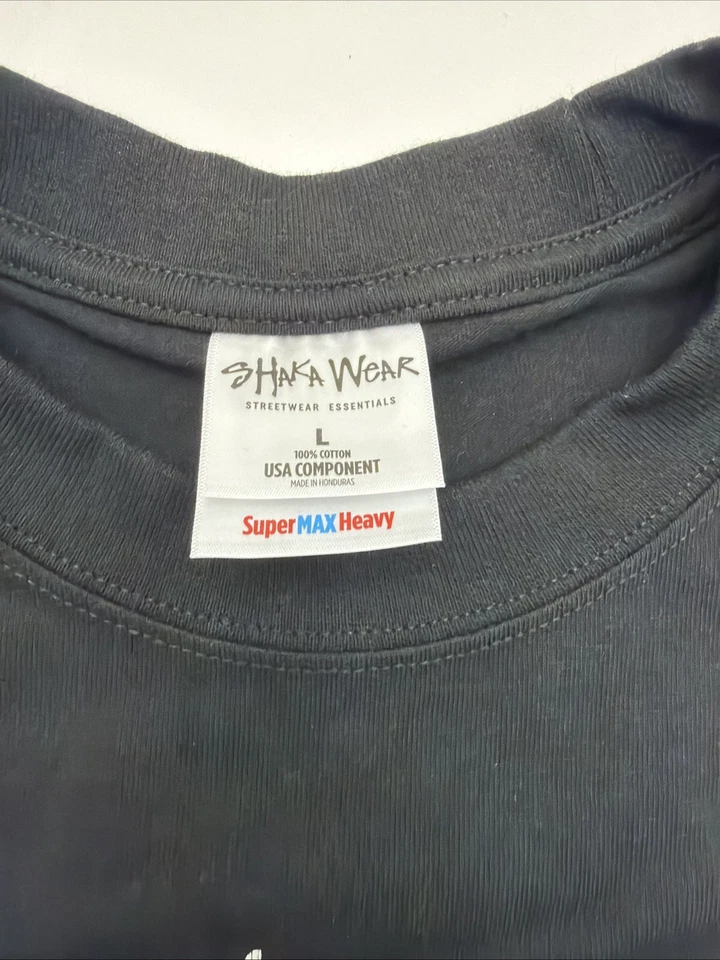 SHAKA WEAR
STREETWEAR ESSENTIALS
L
100% COTTON
USA COMPONENT
MADE IN HONDURAS
SuperMAXHeavy